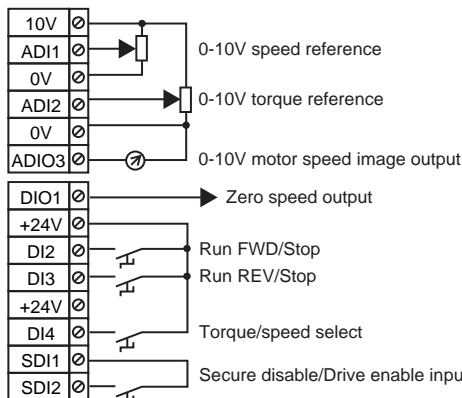 10V
ADI1
0-10V speed reference
0V
ADI2
0-10V torque reference
0V
ADIO3
0-10V motor speed image output
DIO1
Zero speed output
+24V
DI2
Run FWD/Stop
DI3
Run REV/Stop
+24V
DI4
Torque/speed select
SDI1
Secure disable/Drive enable inpu
SDI2